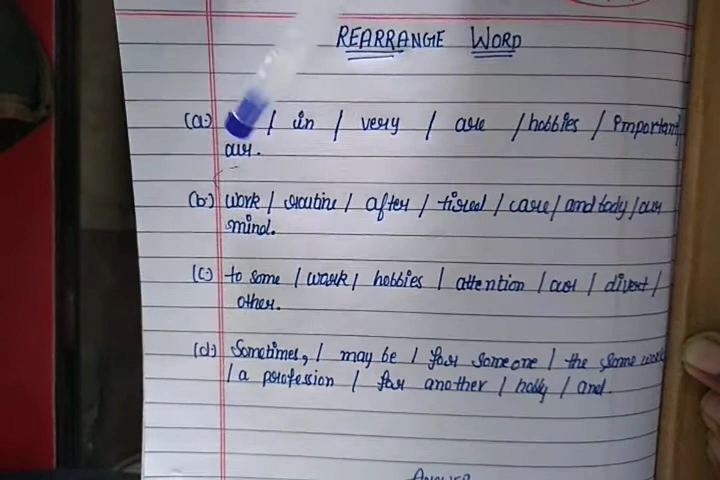 REARRANGE WORD
(a.) / in / very / are / hobbies / Important
our.
(b.) work / routine / after / tired / care / and body / our
mind.
(c.) to some / work / hobbies / attention / our / divert /
other.
(d.) Sometimes, / may be / for someone / the same work
/ a profession / for another / hobby / and.